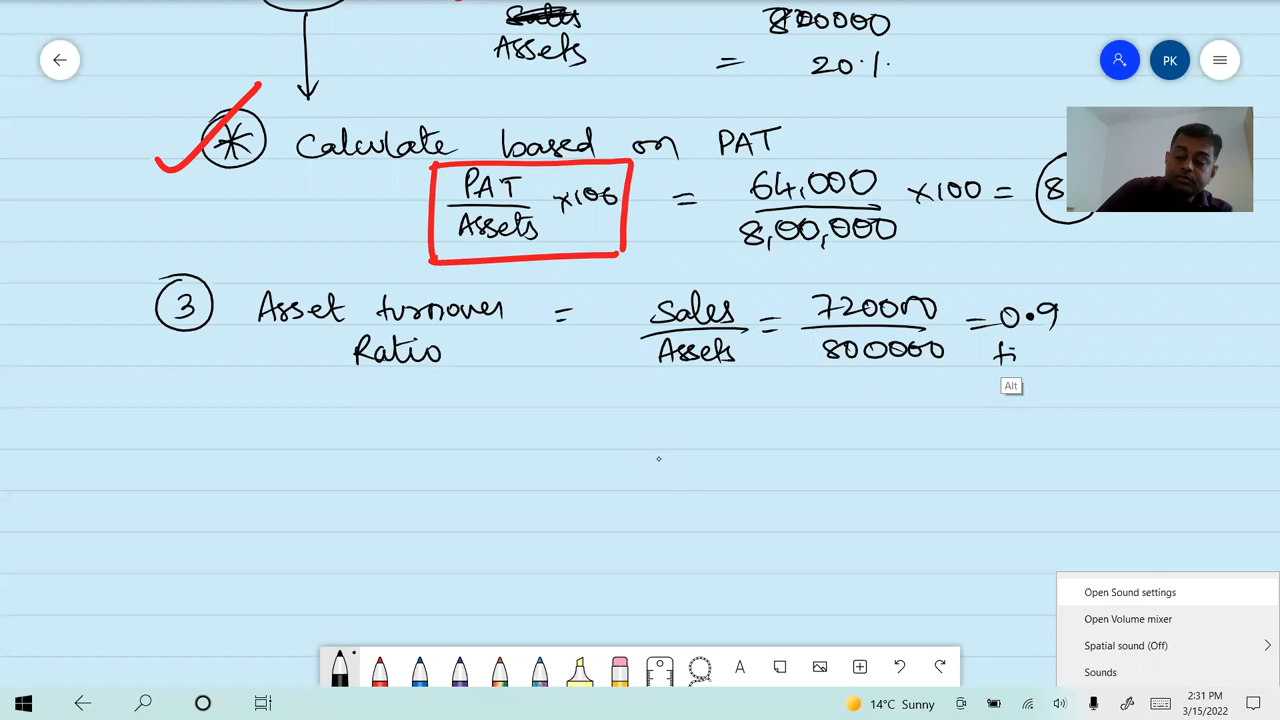 800000
Assets
= 20%
PK
* Calculate based on PAT
PAT/Assets ×100 = 64,000/8,00,000 ×100 = 8
3 Asset turnover Ratio = Sales/Assets = 720000/800000 = 0.9
ti
Alt
Open Sound settings
Open Volume mixer
Spatial sound (Off)
Sounds
A
14°C Sunny
2:31 PM
3/15/2022